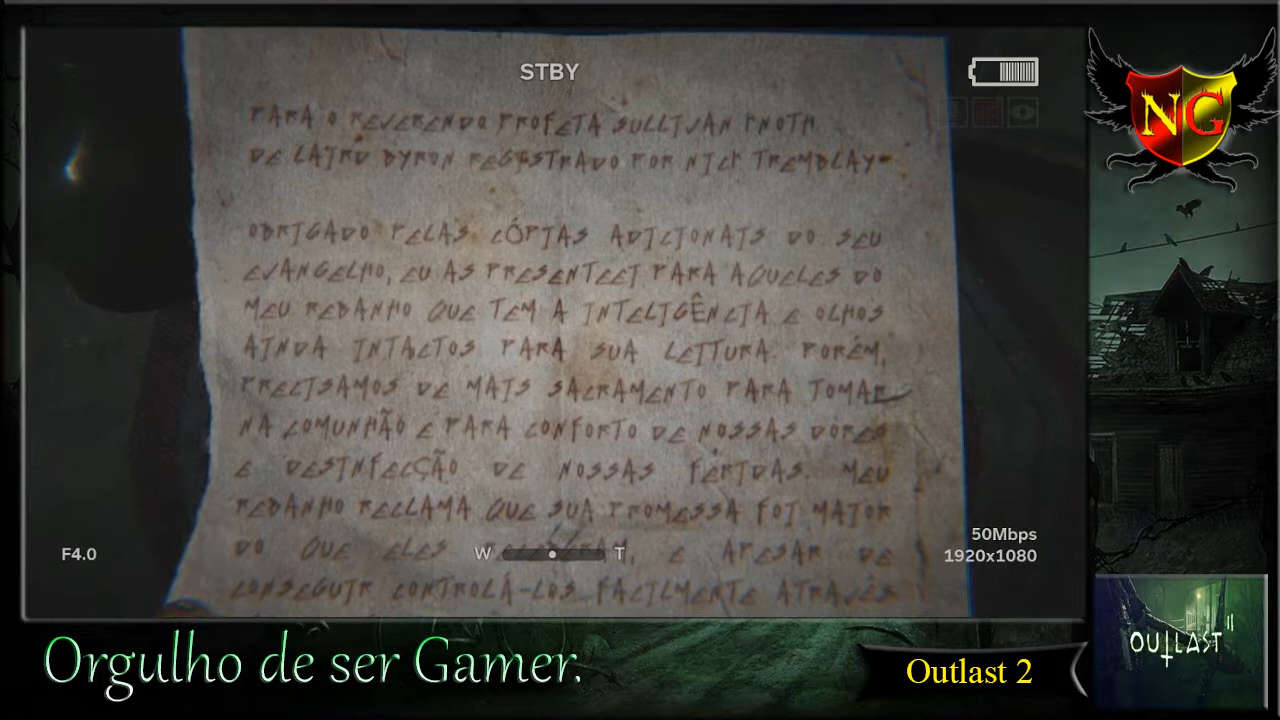 STBY
PARA O REVERENDO PROFETA SULLIVAN KNOTH
DE LAIRD BYRON REGISTRADO POR NICK TREMBLAY-
OBRIGADO PELAS CÓPIAS ADICIONAIS DO SEU
EVANGELHO, EU AS PRESENTEEI PARA AQUELES DO
MEU REBANHO QUE TEM A INTELIGÊNCIA E OLHOS
AINDA INTACTOS PARA SUA LEITURA. PORÉM,
PRECISAMOS DE MAIS SACRAMENTO PARA TOMAR
NA COMUNHÃO E PARA CONFORTO DE NOSSAS DORES
E DESINFECÇÃO DE NOSSAS FERIDAS. MEU
REBANHO RECLAMA QUE SUA PROMESSA FOI MAIOR
DO QUE ELES E APESAR DE
CONSEGUIR CONTROLÁ-LOS FACILMENTE ATRAVÉS
F4.0
W T
50Mbps
1920x1080
NG
Orgulho de ser Gamer.
Outlast 2
OUTLAST II